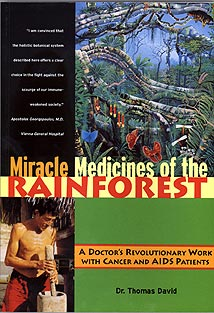 "I am convinced that
the holistic botanical system
described here offers a clear
choice in the fight against the
scourge of our immune-
weakened society."
Apostolos Georgopoulos, M.D.
Vienna General Hospital
Miracle Medicines of the
RAINFOREST
A DOCTOR'S REVOLUTIONARY WORK
WITH CANCER AND AIDS PATIENTS
Dr. Thomas David